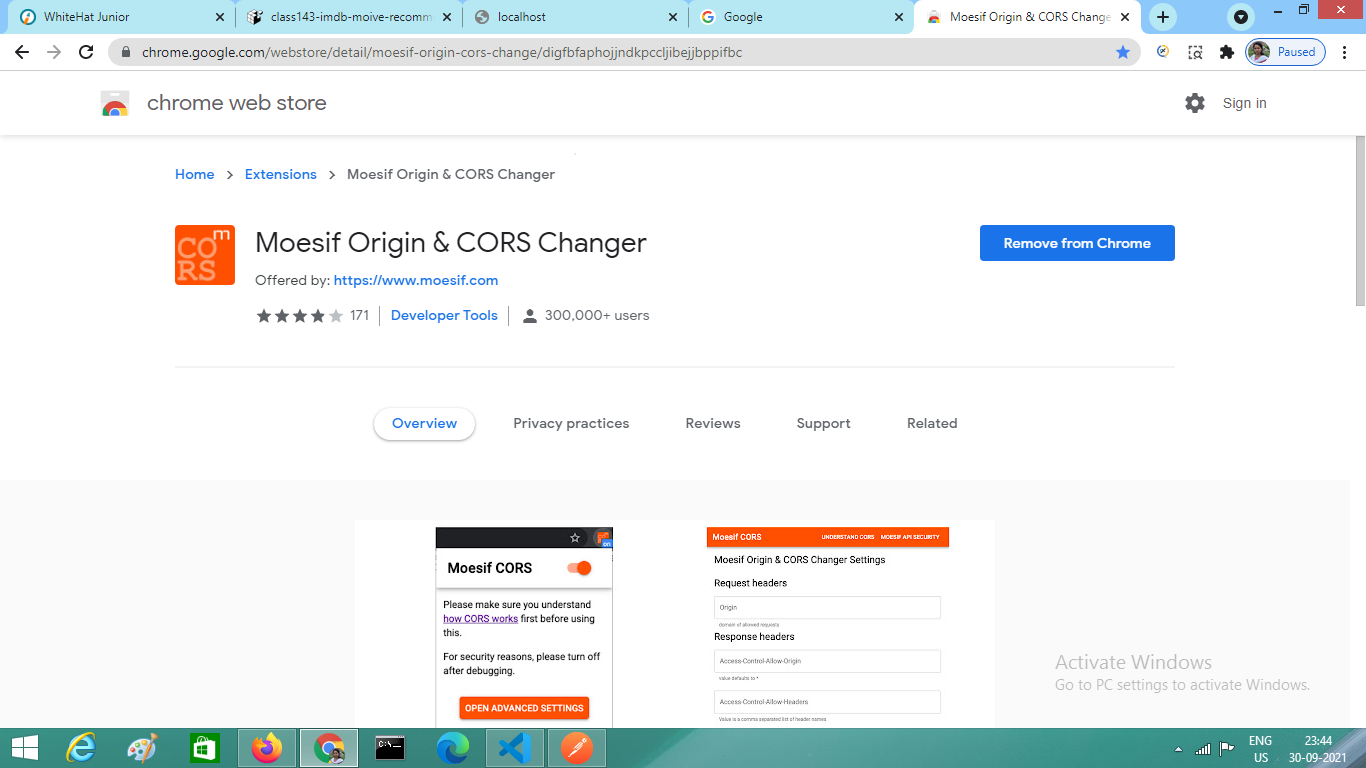 WhiteHat Junior
class143-imdb-moive-recomm
localhost
Google
Moesif Origin & CORS Change
chrome.google.com/webstore/detail/moesif-origin-cors-change/digfbfaphojjndkpccljibejjbppifbc
Paused
chrome web store
Sign in
Home > Extensions > Moesif Origin & CORS Changer
m
CO
RS
Moesif Origin & CORS Changer
Remove from Chrome
Offered by: https://www.moesif.com
171
Developer Tools
300,000+ users
Overview
Privacy practices
Reviews
Support
Related
on
Moesif CORS
Please make sure you understand
how CORS works first before using
this.
For security reasons, please turn off
after debugging.
OPEN ADVANCED SETTINGS
Moesif CORS
UNDERSTAND CORS
MOESIF API SECURITY
Moesif Origin & CORS Changer Settings
Request headers
Origin
domain of allowed requests
Response headers
Access-Control-Allow-Origin
value defaults to *
Access-Control-Allow-Headers
Value is a comma separated list of header names
Activate Windows
Go to PC settings to activate Windows.
C:\_
ENG
US
23:44
30-09-2021